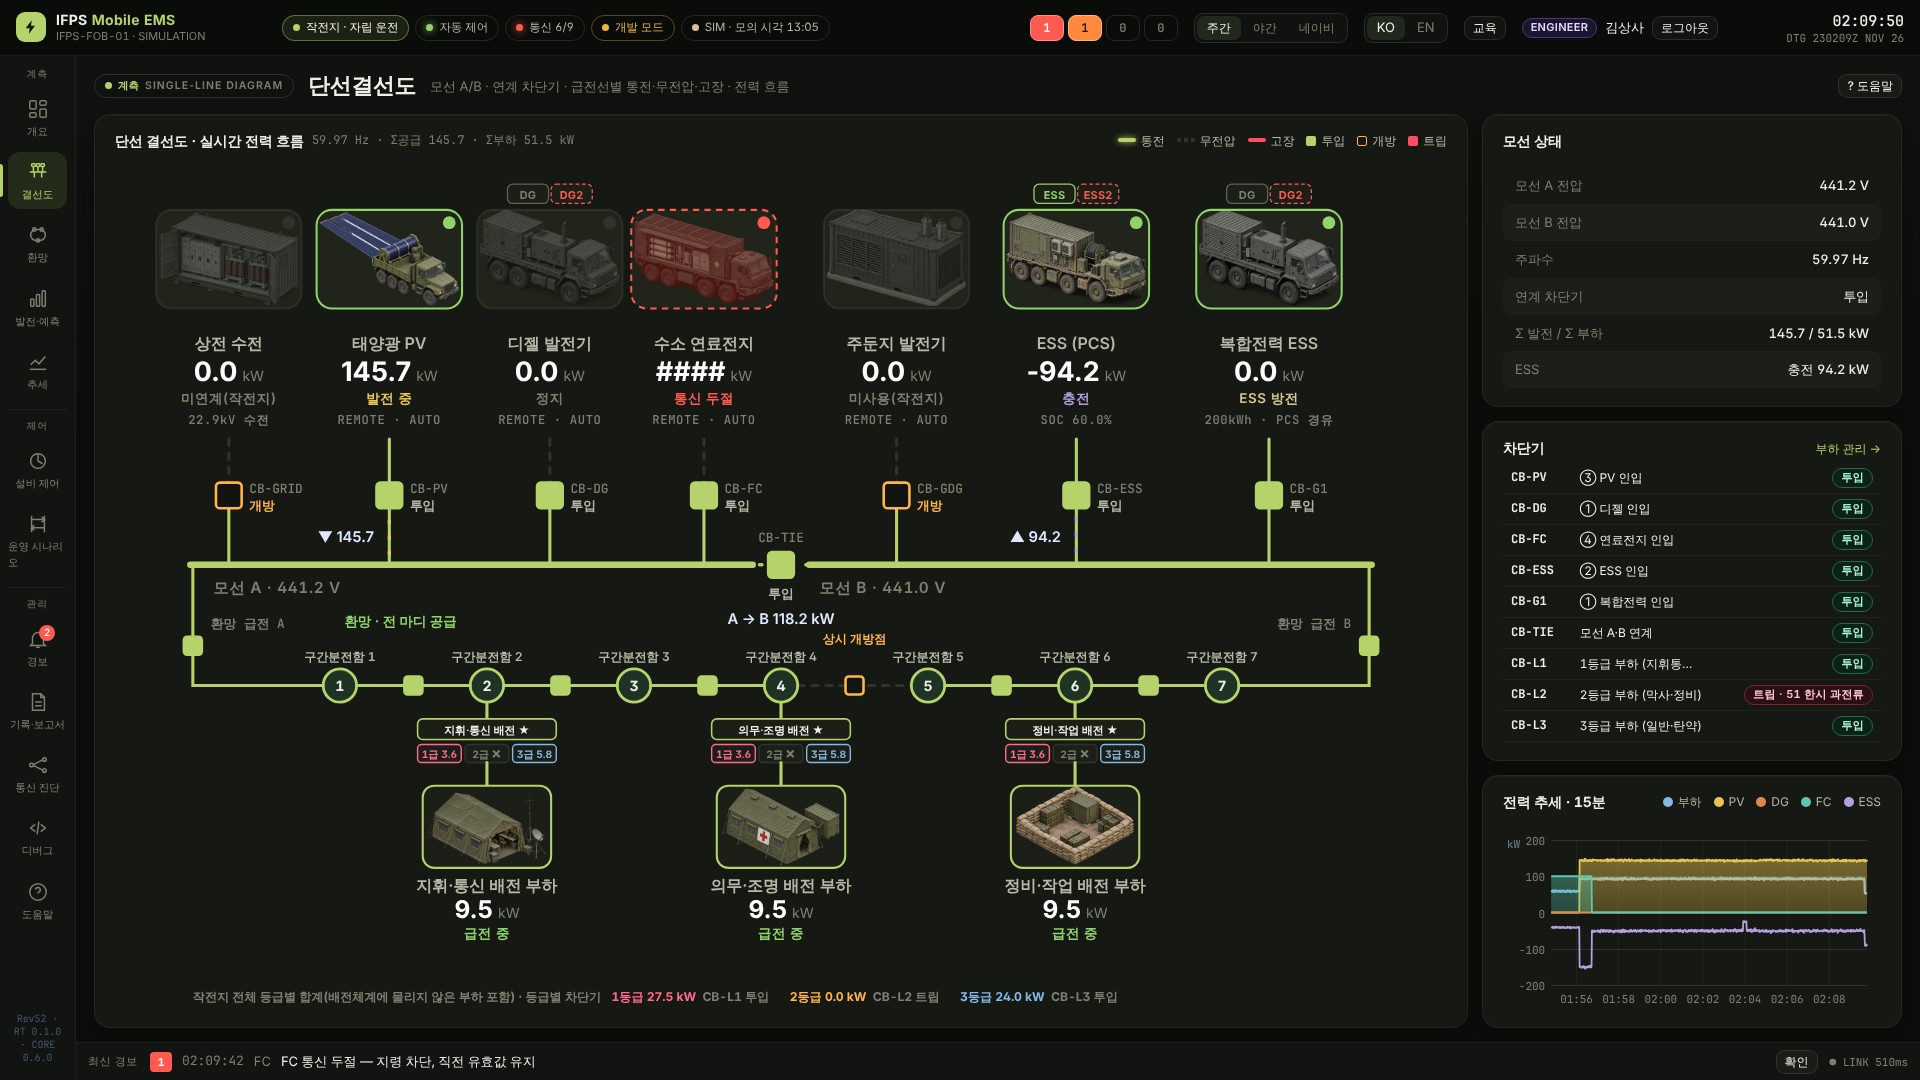 IFPS Mobile EMS
IFPS-FOB-01 · SIMULATION
작전지 · 자립 운전
자동 제어
통신 6/9
개발 모드
SIM · 모의 시각 13:05
1 1 0 0
주간 야간 네이비
KO EN
교육
ENGINEER 김상사 로그아웃
02:09:50
DTG 230209Z NOV 26
계측
개요
결선도
환망
발전·예측
추세
제어
설비 제어
운영 시나리오
관리
2
경보
기록·보고서
통신 진단
디버그
도움말
Rev52 ·
RT 0.1.0
· CORE
0.6.0
계측 SINGLE-LINE DIAGRAM
단선결선도
모선 A/B · 연계 차단기 · 급전선별 통전·무전압·고장 · 전력 흐름
? 도움말
단선 결선도 · 실시간 전력 흐름 59.97 Hz · Σ공급 145.7 · Σ부하 51.5 kW
통전 무전압 고장 투입 개방 트립
DG DG2 ESS ESS2 DG DG2
상전 수전 태양광 PV 디젤 발전기 수소 연료전지 주둔지 발전기 ESS (PCS) 복합전력 ESS
0.0 kW 145.7 kW 0.0 kW #### kW 0.0 kW -94.2 kW 0.0 kW
미연계(작전지) 발전 중 정지 통신 두절 미사용(작전지) 충전 ESS 방전
22.9kV 수전 REMOTE · AUTO REMOTE · AUTO REMOTE · AUTO REMOTE · AUTO SOC 60.0% 200kWh · PCS 경유
CB-GRID CB-PV CB-DG CB-FC CB-GDG CB-ESS CB-G1
개방 투입 투입 투입 개방 투입 투입
▼ 145.7 CB-TIE ▲ 94.2
모선 A · 441.2 V 투입 모선 B · 441.0 V
환망 급전 A 환망 · 전 마디 공급 A → B 118.2 kW 환망 급전 B
상시 개방점
구간분전함 1 구간분전함 2 구간분전함 3 구간분전함 4 구간분전함 5 구간분전함 6 구간분전함 7
1 2 3 4 5 6 7
지휘·통신 배전 ★ 의무·조명 배전 ★ 정비·작업 배전 ★
1급 3.6 2급 ✕ 3급 5.8 1급 3.6 2급 ✕ 3급 5.8 1급 3.6 2급 ✕ 3급 5.8
지휘·통신 배전 부하 의무·조명 배전 부하 정비·작업 배전 부하
9.5 kW 9.5 kW 9.5 kW
급전 중 급전 중 급전 중
작전지 전체 등급별 합계(배전체계에 물리지 않은 부하 포함) · 등급별 차단기 1등급 27.5 kW CB-L1 투입 2등급 0.0 kW CB-L2 트립 3등급 24.0 kW CB-L3 투입
모선 상태
모선 A 전압 441.2 V
모선 B 전압 441.0 V
주파수 59.97 Hz
연계 차단기 투입
Σ 발전 / Σ 부하 145.7 / 51.5 kW
ESS 충전 94.2 kW
차단기 부하 관리 →
CB-PV ③ PV 인입 투입
CB-DG ① 디젤 인입 투입
CB-FC ④ 연료전지 인입 투입
CB-ESS ② ESS 인입 투입
CB-G1 ① 복합전력 인입 투입
CB-TIE 모선 A·B 연계 투입
CB-L1 1등급 부하 (지휘통... 투입
CB-L2 2등급 부하 (막사·정비) 트립 · 51 한시 과전류
CB-L3 3등급 부하 (일반·탄약) 투입
전력 추세 · 15분 부하 PV DG FC ESS
kW 200
100
0
-100
-200
01:56 01:58 02:00 02:02 02:04 02:06 02:08
최신 경보 1 02:09:42 FC FC 통신 두절 — 지령 차단, 직전 유효값 유지
확인 LINK 510ms